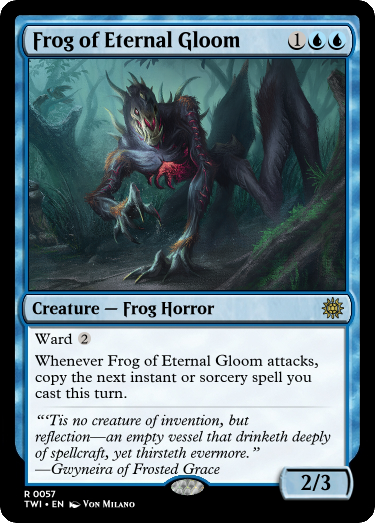 Frog of Eternal Gloom 1
Creature — Frog Horror
Ward 2
Whenever Frog of Eternal Gloom attacks,
copy the next instant or sorcery spell you
cast this turn.
“‘Tis no creature of invention, but
reflection—an empty vessel that drinketh deeply
of spellcraft, yet thirsteth evermore.”
—Gwyneira of Frosted Grace
2/3
R 0057
TWI • EN Von Milano